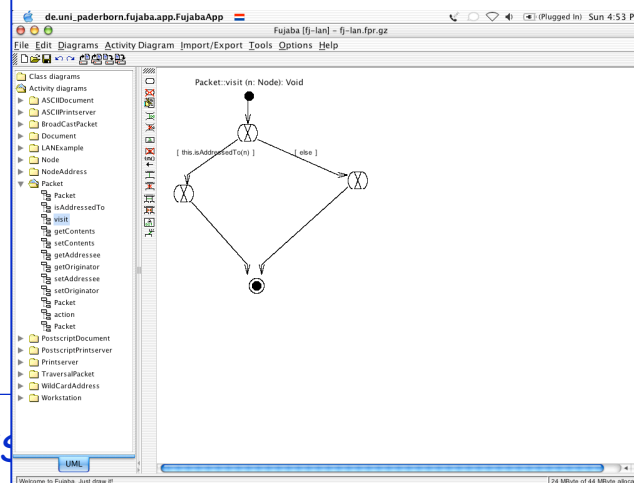 de.uni_paderborn.fujaba.app.FujabaApp (Plugged In) Sun 4:53 P
Fujaba [fj-lan] - fj-lan.fpr.gz
File Edit Diagrams Activity Diagram Import/Export Tools Options Help
Class diagrams
Activity diagrams
ASCIIDocument
ASCIIPrintserver
BroadCastPacket
Document
LANExample
Node
NodeAddress
Packet
Packet
isAddressedTo
visit
getContents
setContents
getAddressee
getOriginator
setAddressee
setOriginator
Packet
action
Packet
PostscriptDocument
PostscriptPrintserver
Printserver
TraversalPacket
WildCardAddress
Workstation
UML
Packet::visit (n: Node): Void
[ this.isAddressedTo(n) ] [ else ]
Welcome to Fujaba. Just draw it! 24 MByte of 44 MByte alloca